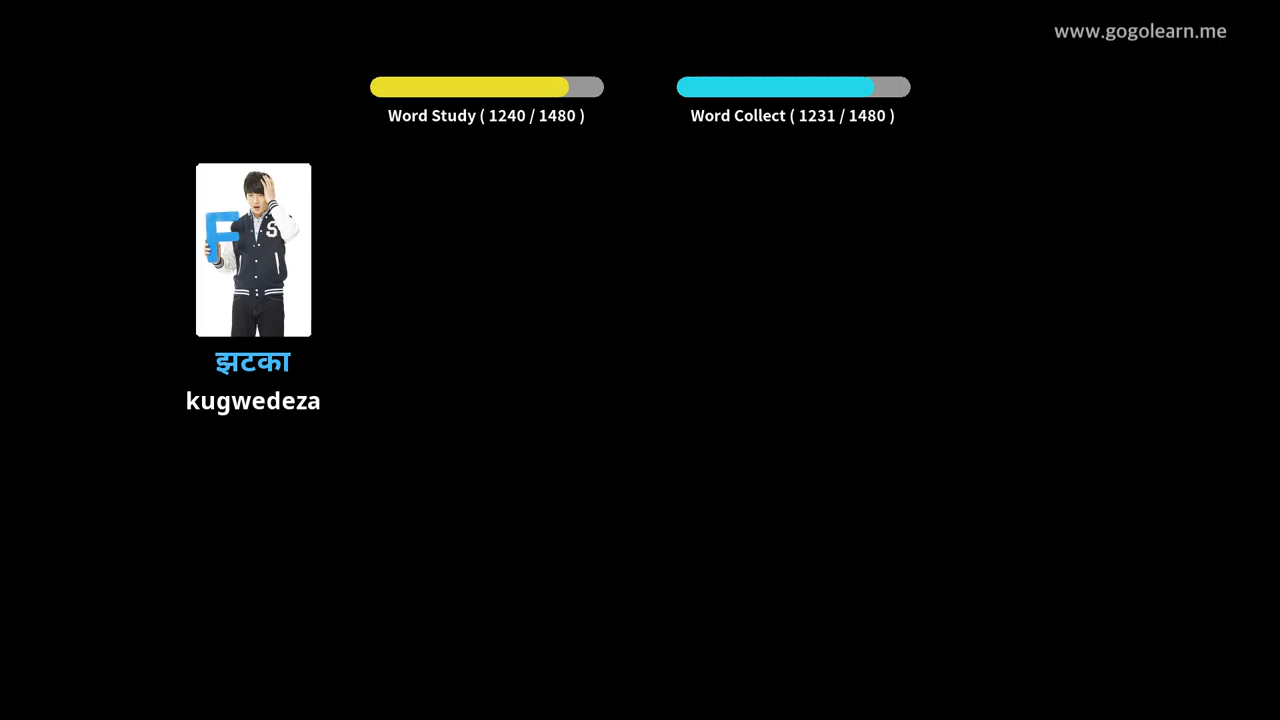 www.gogolearn.me
Word Study ( 1240 / 1480 )
Word Collect ( 1231 / 1480 )
F
S
झटका
kugwedeza